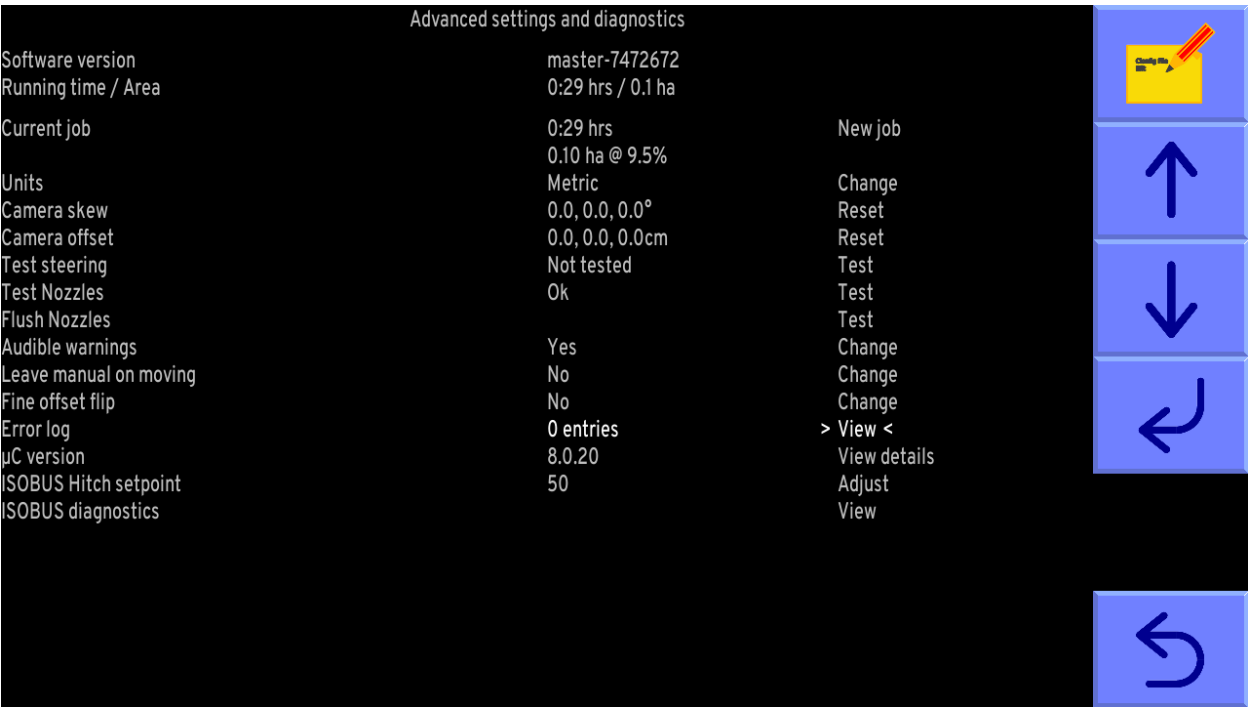 Advanced settings and diagnostics
Software version master-7472672
Running time / Area 0:29 hrs / 0.1 ha
Current job 0:29 hrs New job
0.10 ha @ 9.5%
Units Metric Change
Camera skew 0.0, 0.0, 0.0° Reset
Camera offset 0.0, 0.0, 0.0cm Reset
Test steering Not tested Test
Test Nozzles Ok Test
Flush Nozzles Test
Audible warnings Yes Change
Leave manual on moving No Change
Fine offset flip No Change
Error log 0 entries > View <
µC version 8.0.20 View details
ISOBUS Hitch setpoint 50 Adjust
ISOBUS diagnostics View
Config file